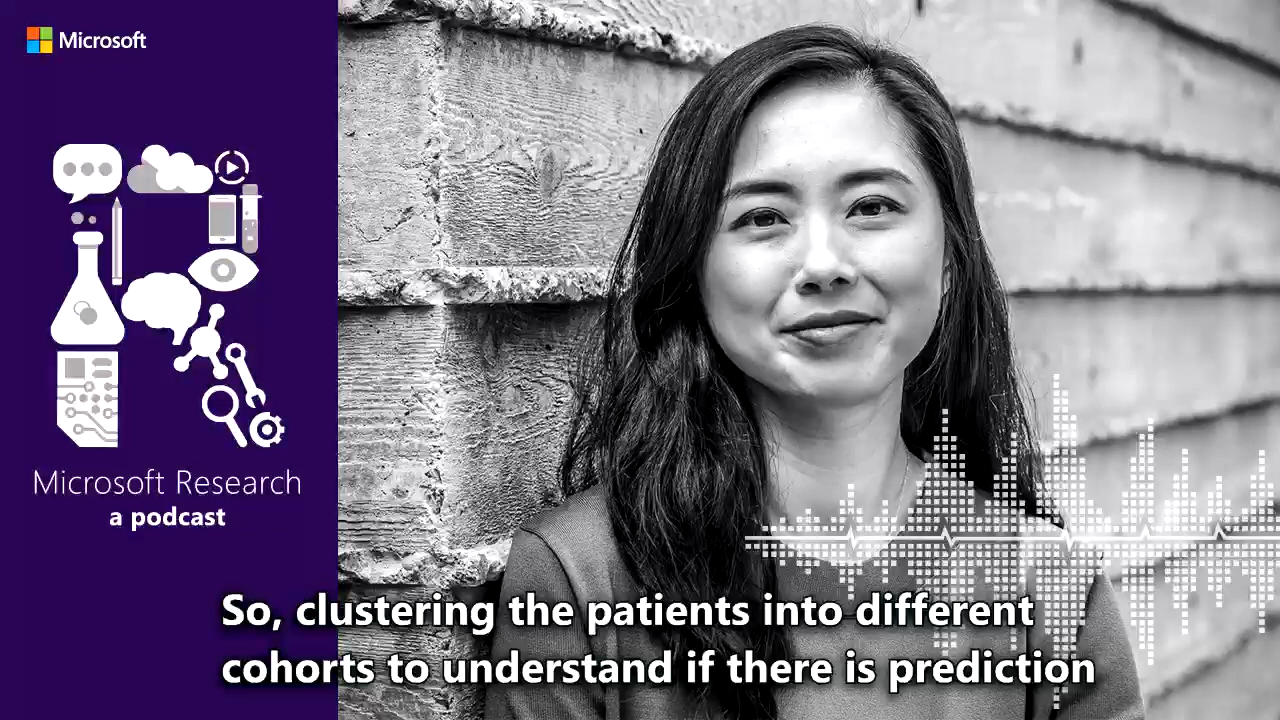 Microsoft
Microsoft Research
a podcast
So, clustering the patients into different
cohorts to understand if there is prediction